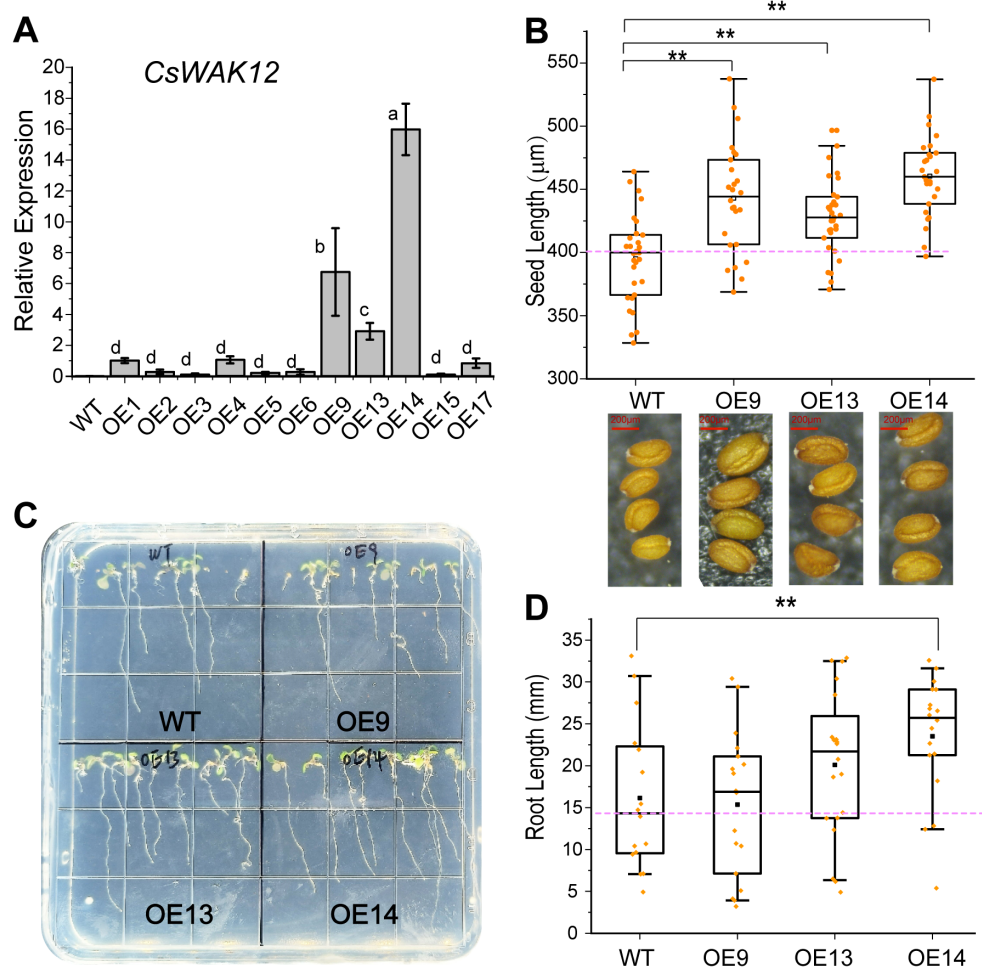 A
CsWAK12
Relative Expression
20
18
16
14
12
10
8
6
4
2
0
d
d
d
d
d
d
b
c
a
d
d
WT
OE1
OE2
OE3
OE4
OE5
OE6
OE9
OE13
OE14
OE15
OE17
B
**
**
**
Seed Length (μm)
550
500
450
400
350
300
WT
OE9
OE13
OE14
200μm
200μm
200μm
200μm
C
WT
OE9
WT
OE9
OE13
OE14
OE13
OE14
D
**
Root Length (mm)
35
30
25
20
15
10
5
0
WT
OE9
OE13
OE14